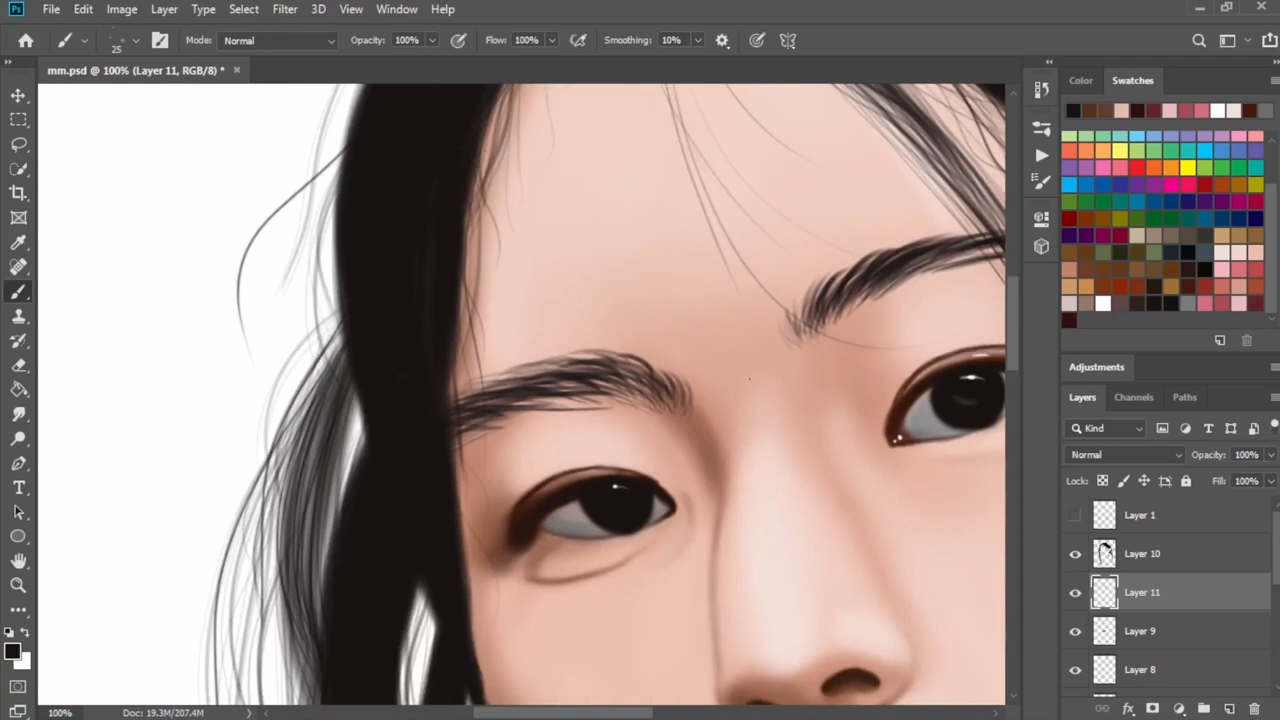 Ps File Edit Image Layer Type Select Filter 3D View Window Help
25 Mode: Normal Opacity: 100% Flow: 100% Smoothing: 10%
mm.psd @ 100% (Layer 11, RGB/8) * ×
Color Swatches
Adjustments
Layers Channels Paths
Kind
Normal Opacity: 100%
Lock: Fill: 100%
Layer 1
Layer 10
Layer 11
Layer 9
Layer 8
100% Doc: 19.3M/207.4M